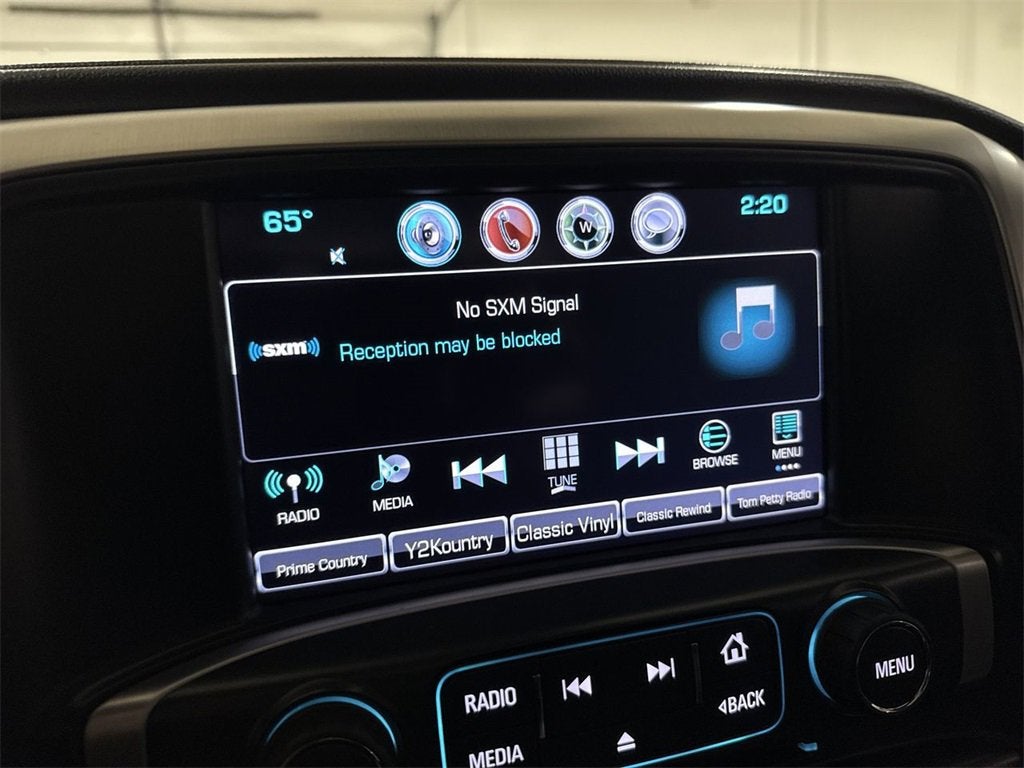 65° 2:20
W
No SXM Signal
sxm Reception may be blocked
RADIO MEDIA TUNE BROWSE MENU
Prime Country Y2Kountry Classic Vinyl Classic Rewind Tom Petty Radio
RADIO MENU
BACK
MEDIA